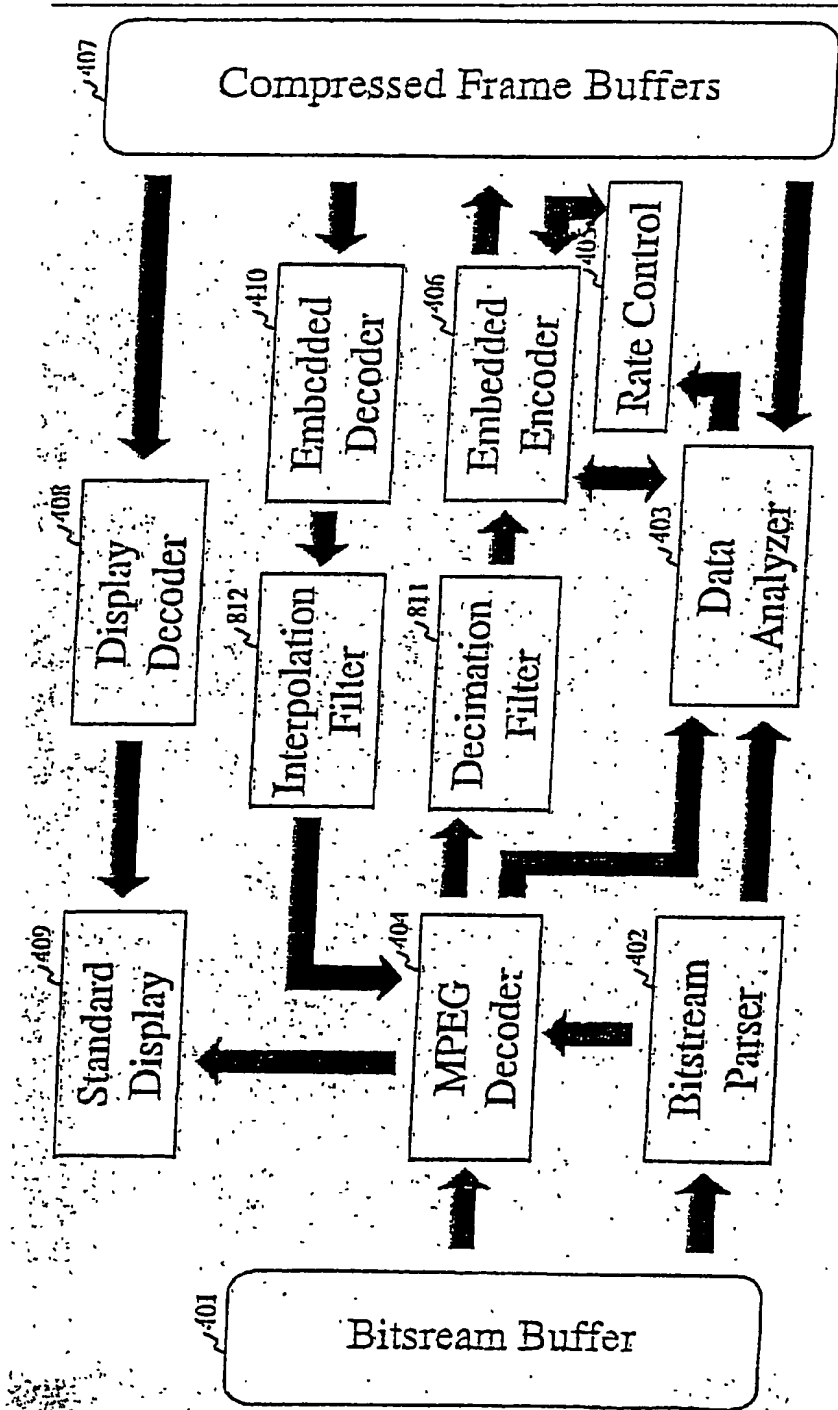 407
Compressed Frame Buffers
408
Display
Decoder
409
Standard
Display
410
Embedded
Decoder
812
Interpolation
Filter
406
Embedded
Encoder
405
Rate Control
811
Decimation
Filter
403
Data
Analyzer
404
MPEG
Decoder
402
Bitstream
Parser
401
Bitsream Buffer